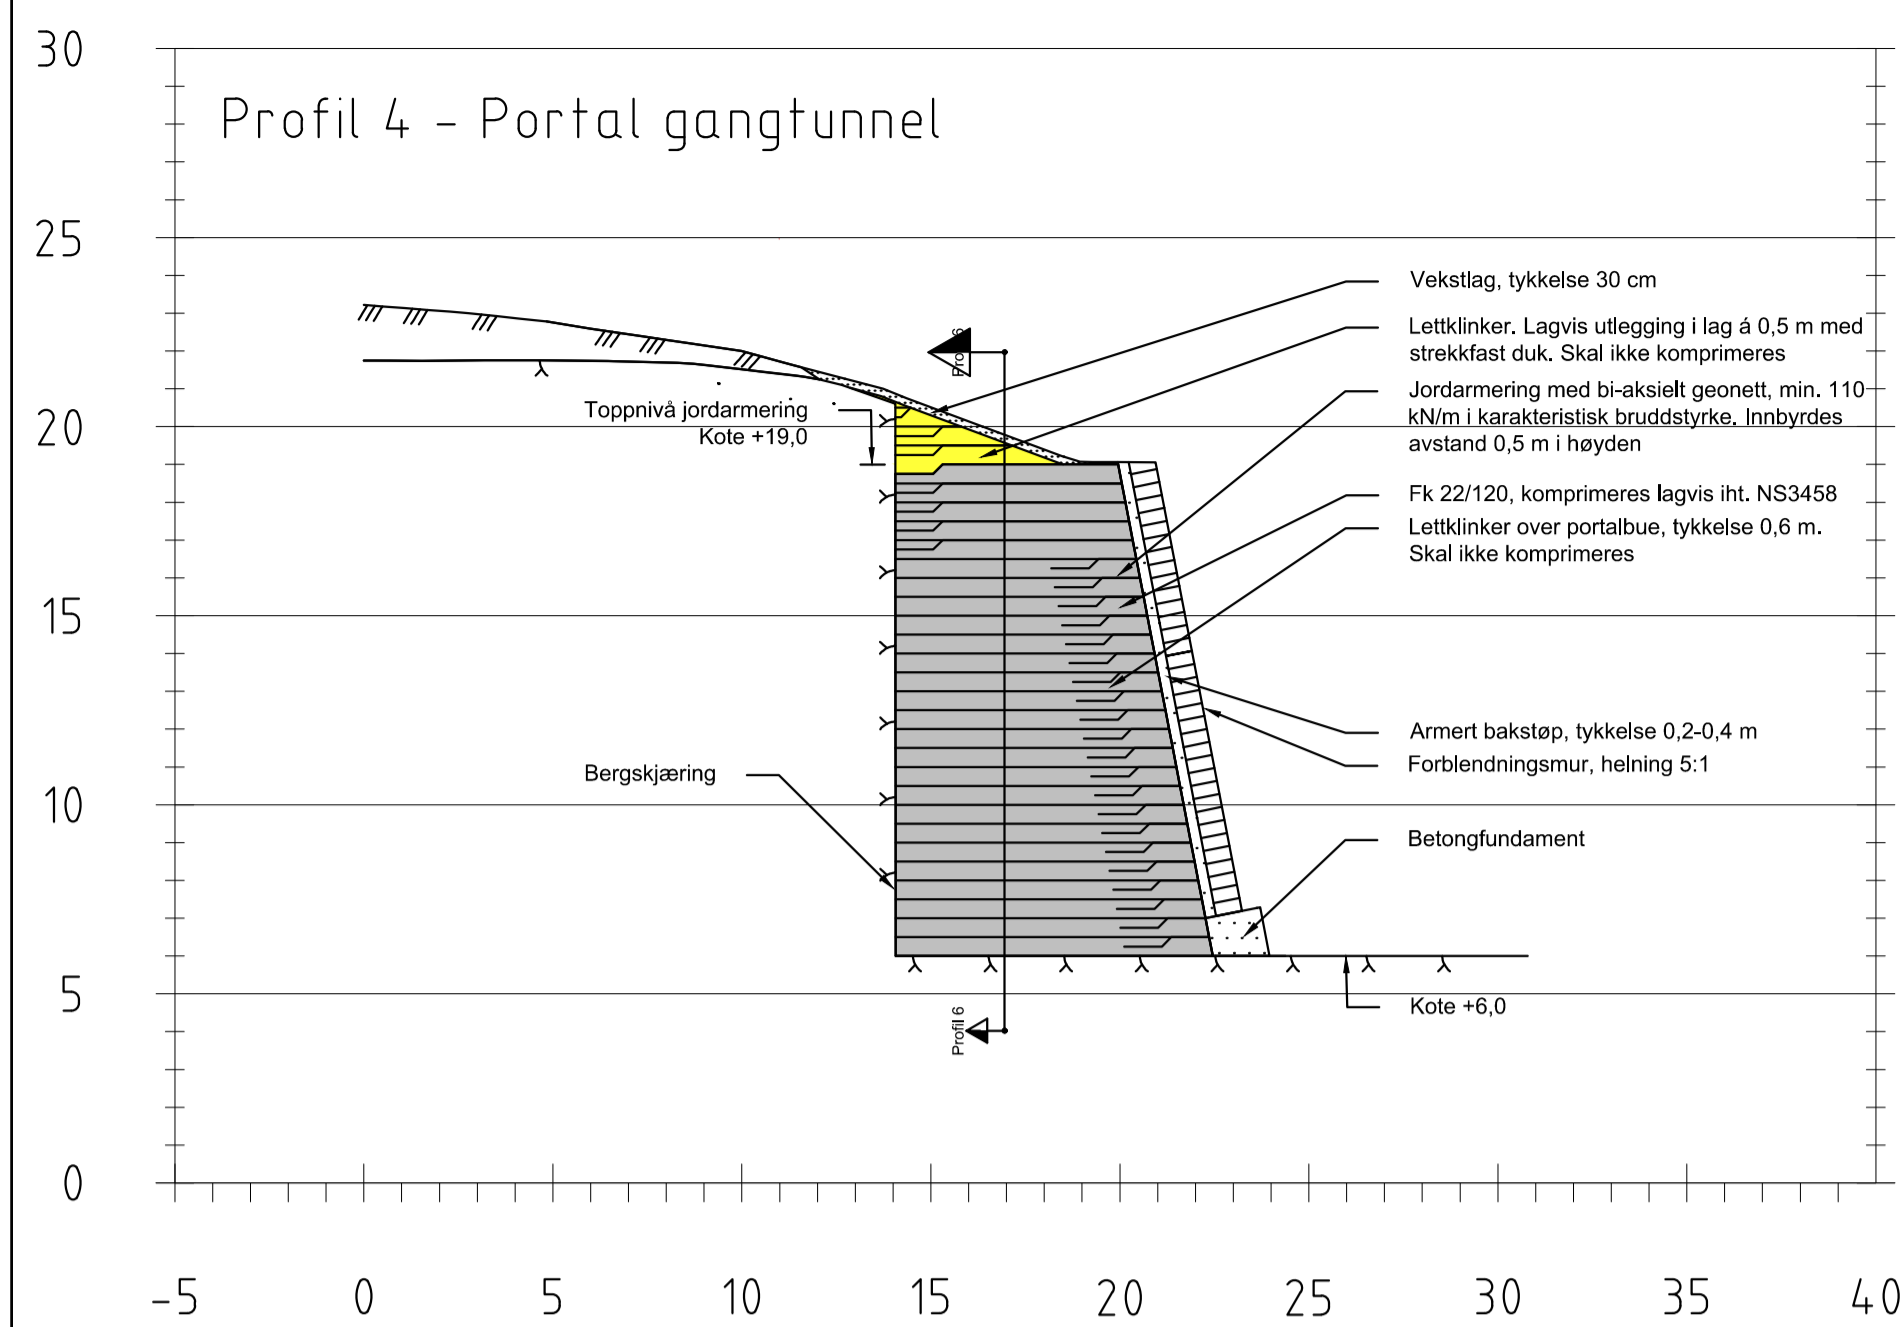 30
Profil 4 - Portal gangtunnel
25
Vekstlag, tykkelse 30 cm
Lettklinker. Lagvis utlegging i lag á 0,5 m med
strekkfast duk. Skal ikke komprimeres
Jordarmering med bi-aksielt geonett, min. 110
kN/m i karakteristisk bruddstyrke. Innbyrdes
avstand 0,5 m i høyden
Profil 6
Toppnivå jordarmering
Kote +19,0
20
Fk 22/120, komprimeres lagvis iht. NS3458
Lettklinker over portalbue, tykkelse 0,6 m.
Skal ikke komprimeres
15
Armert bakstøp, tykkelse 0,2-0,4 m
Forblendningsmur, helning 5:1
Bergskjæring
10
Betongfundament
5
Kote +6,0
Profil 6
0
-5 0 5 10 15 20 25 30 35 40